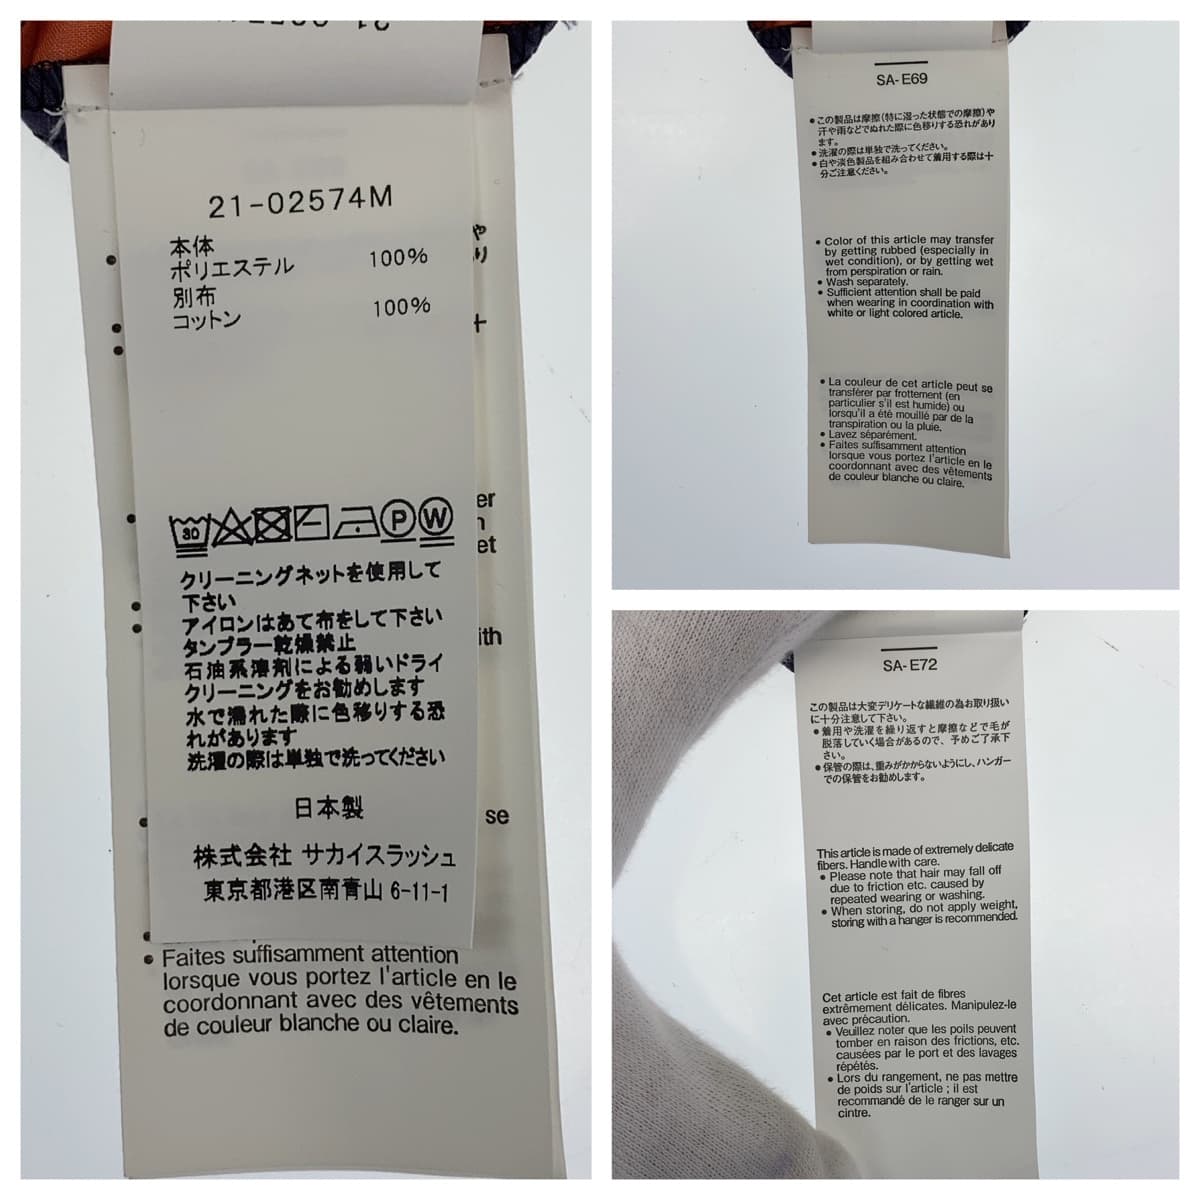 21-02574M
本体
ポリエステル 100%
別布
コットン 100%
30
P
W
クリーニングネットを使用して
下さい
アイロンはあて布をして下さい
タンブラー乾燥禁止
石油系溶剤による弱いドライ
クリーニングをお勧めします
水で濡れた際に色移りする恐
れがあります
洗濯の際は単独で洗ってください
日本製
株式会社 サカイスラッシュ
東京都港区南青山 6-11-1
や
り
十
er
n
et
ith
se
• Faites suffisamment attention
lorsque vous portez l'article en le
coordonnant avec des vêtements
de couleur blanche ou claire.
SA-E69
• この製品は摩擦(特に湿った状態での摩擦)や
汗や雨などでぬれた際に色移りする恐れがあり
ます。
• 洗濯の際は単独で洗ってください。
• 白や淡色製品を組み合わせて着用する際は十
分ご注意ください。
• Color of this article may transfer
by getting rubbed (especially in
wet condition), or by getting wet
from perspiration or rain.
• Wash separately.
• Sufficient attention shall be paid
when wearing in coordination with
white or light colored article.
• La couleur de cet article peut se
transférer par frottement (en
particulier s'il est humide) ou
lorsqu'il a été mouillé par de la
transpiration ou la pluie.
• Lavez séparément.
• Faites suffisamment attention
lorsque vous portez l'article en le
coordonnant avec des vêtements
de couleur blanche ou claire.
SA-E72
この製品は大変デリケートな繊維の為お取り扱い
に十分注意して下さい。
• 着用や洗濯を繰り返すと摩擦などで毛が
脱落していく場合があるので、予めご了承下
さい。
• 保管の際は、重みがかからないようにし、ハンガー
での保管をお勧めします。
This article is made of extremely delicate
fibers. Handle with care.
• Please note that hair may fall off
due to friction etc. caused by
repeated wearing or washing.
• When storing, do not apply weight,
storing with a hanger is recommended.
Cet article est fait de fibres
extrêmement délicates. Manipulez-le
avec précaution.
• Veuillez noter que les poils peuvent
tomber en raison des frictions, etc.
causées par le port et des lavages
répétés.
• Lors du rangement, ne pas mettre
de poids sur l'article ; il est
recommandé de le ranger sur un
cintre.